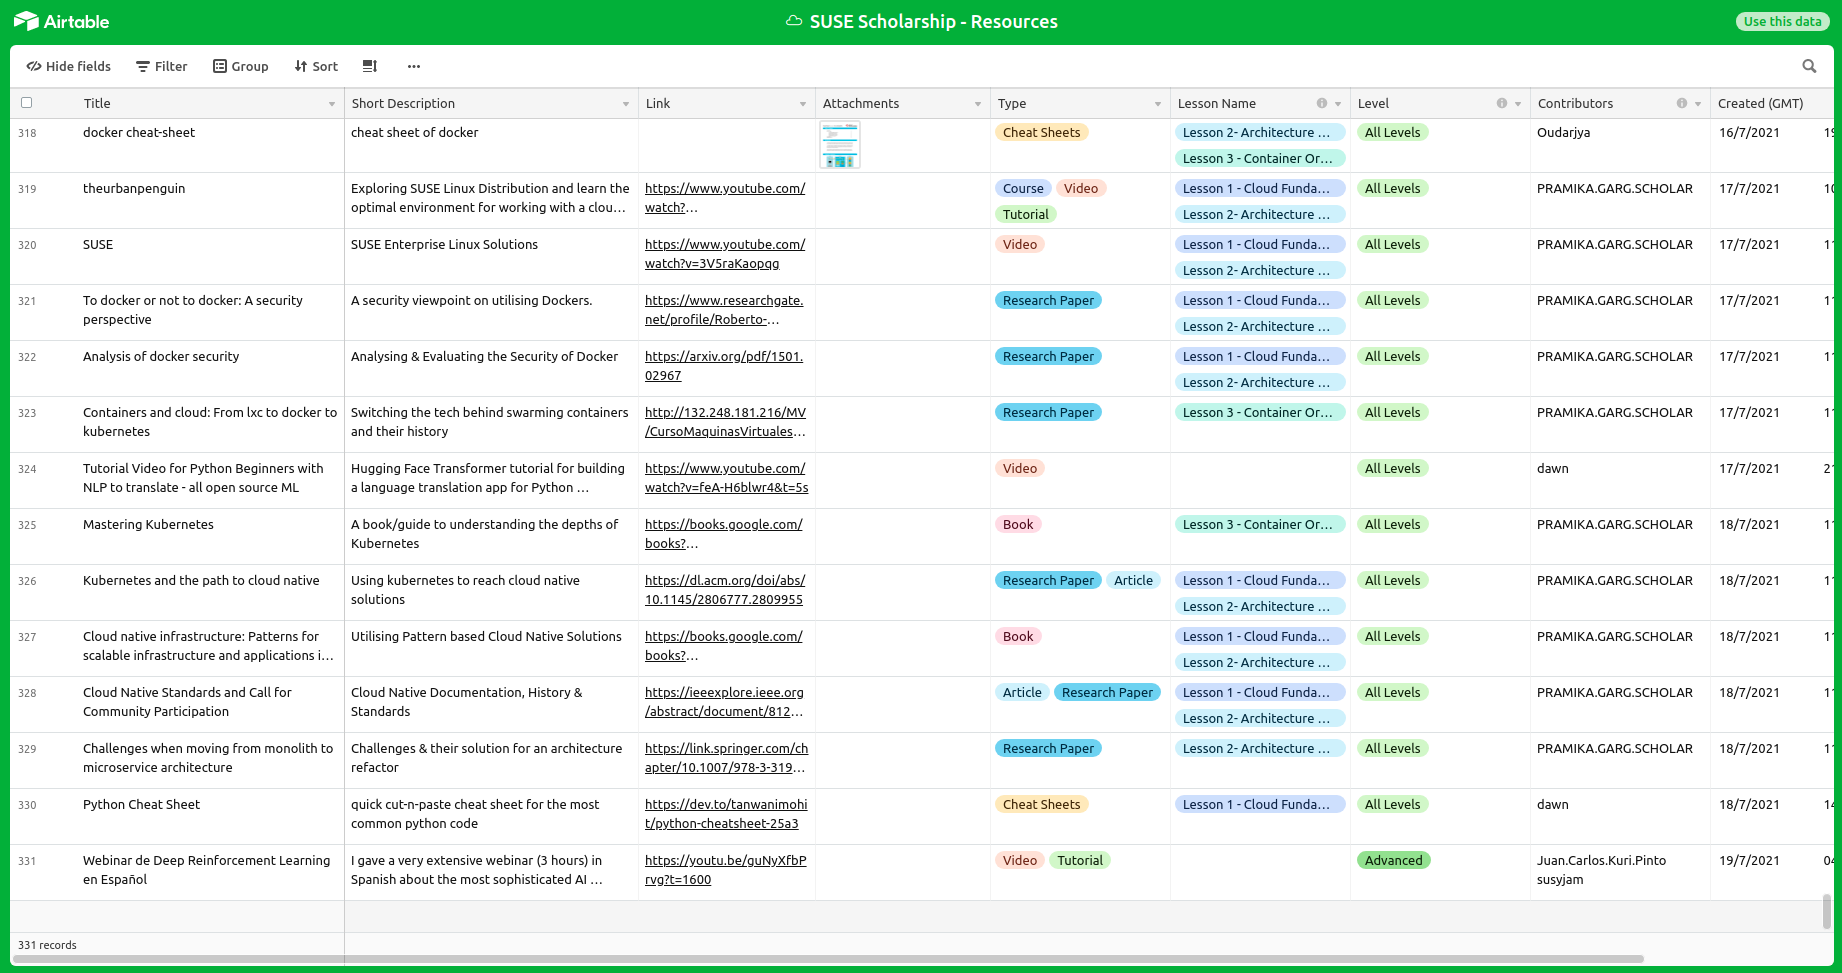 Airtable
SUSE Scholarship - Resources
Use this data
Hide fields Filter Group Sort ...
Title Short Description Link Attachments Type Lesson Name Level Contributors Created (GMT)
318 docker cheat-sheet cheat sheet of docker Cheat Sheets Lesson 2- Architecture ... All Levels Oudarjya 16/7/2021 19
Lesson 3 - Container Or...
319 theurbanpenguin Exploring SUSE Linux Distribution and learn the https://www.youtube.com/ Course Video Lesson 1 - Cloud Funda... All Levels PRAMIKA.GARG.SCHOLAR 17/7/2021 10
optimal environment for working with a clou... watch?... Tutorial Lesson 2- Architecture ...
320 SUSE SUSE Enterprise Linux Solutions https://www.youtube.com/ Video Lesson 1 - Cloud Funda... All Levels PRAMIKA.GARG.SCHOLAR 17/7/2021 11
watch?v=3V5raKaopqg Lesson 2- Architecture ...
321 To docker or not to docker: A security A security viewpoint on utilising Dockers. https://www.researchgate. Research Paper Lesson 1 - Cloud Funda... All Levels PRAMIKA.GARG.SCHOLAR 17/7/2021 11
perspective net/profile/Roberto-... Lesson 2- Architecture ...
322 Analysis of docker security Analysing & Evaluating the Security of Docker https://arxiv.org/pdf/1501. Research Paper Lesson 1 - Cloud Funda... All Levels PRAMIKA.GARG.SCHOLAR 17/7/2021 11
02967 Lesson 2- Architecture ...
323 Containers and cloud: From lxc to docker to Switching the tech behind swarming containers http://132.248.181.216/MV Research Paper Lesson 3 - Container Or... All Levels PRAMIKA.GARG.SCHOLAR 17/7/2021 11
kubernetes and their history /CursoMaquinasVirtuales...
324 Tutorial Video for Python Beginners with Hugging Face Transformer tutorial for building https://www.youtube.com/ Video All Levels dawn 17/7/2021 21
NLP to translate - all open source ML a language translation app for Python ... watch?v=feA-H6blwr4&t=5s
325 Mastering Kubernetes A book/guide to understanding the depths of https://books.google.com/ Book Lesson 3 - Container Or... All Levels PRAMIKA.GARG.SCHOLAR 18/7/2021 11
Kubernetes books?...
326 Kubernetes and the path to cloud native Using kubernetes to reach cloud native https://dl.acm.org/doi/abs/ Research Paper Article Lesson 1 - Cloud Funda... All Levels PRAMIKA.GARG.SCHOLAR 18/7/2021 11
solutions 10.1145/2806777.2809955 Lesson 2- Architecture ...
327 Cloud native infrastructure: Patterns for Utilising Pattern based Cloud Native Solutions https://books.google.com/ Book Lesson 1 - Cloud Funda... All Levels PRAMIKA.GARG.SCHOLAR 18/7/2021 11
scalable infrastructure and applications i... books?... Lesson 2- Architecture ...
328 Cloud Native Standards and Call for Cloud Native Documentation, History & https://ieeexplore.ieee.org Article Research Paper Lesson 1 - Cloud Funda... All Levels PRAMIKA.GARG.SCHOLAR 18/7/2021 11
Community Participation Standards /abstract/document/812... Lesson 2- Architecture ...
329 Challenges when moving from monolith to Challenges & their solution for an architecture https://link.springer.com/ch Research Paper Lesson 2- Architecture ... All Levels PRAMIKA.GARG.SCHOLAR 18/7/2021 11
microservice architecture refactor apter/10.1007/978-3-319...
330 Python Cheat Sheet quick cut-n-paste cheat sheet for the most https://dev.to/tanwanimohi Cheat Sheets Lesson 1 - Cloud Funda... All Levels dawn 18/7/2021 14
common python code t/python-cheatsheet-25a3
331 Webinar de Deep Reinforcement Learning I gave a very extensive webinar (3 hours) in https://youtu.be/guNyXfbP Video Tutorial Advanced Juan.Carlos.Kuri.Pinto 19/7/2021 04
en Español Spanish about the most sophisticated AI ... rvg?t=1600 susyjam
331 records